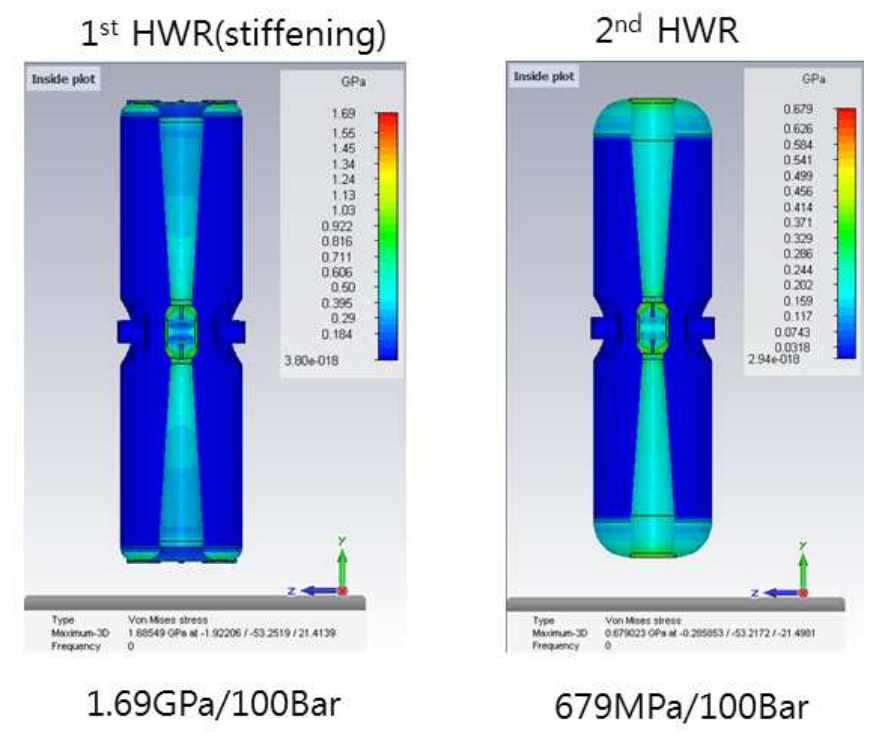 1st HWR(stiffening)
2nd HWR
Inside plot
GPa
1.69
1.55
1.45
1.34
1.24
1.13
1.03
0.922
0.816
0.711
0.606
0.50
0.395
0.29
0.184
3.80e-018
y
z
Type Von Mises stress
Maximum-3D 1.68549 GPa at -1.92206 / -53.2519 / 21.4139
Frequency 0
Inside plot
GPa
0.679
0.626
0.584
0.541
0.499
0.456
0.414
0.371
0.329
0.286
0.244
0.202
0.159
0.117
0.0743
0.0318
2.94e-018
y
z
Type Von Mises stress
Maximum-3D 0.679023 GPa at -0.285853 / -53.2172 / -21.4981
Frequency 0
1.69GPa/100Bar
679MPa/100Bar